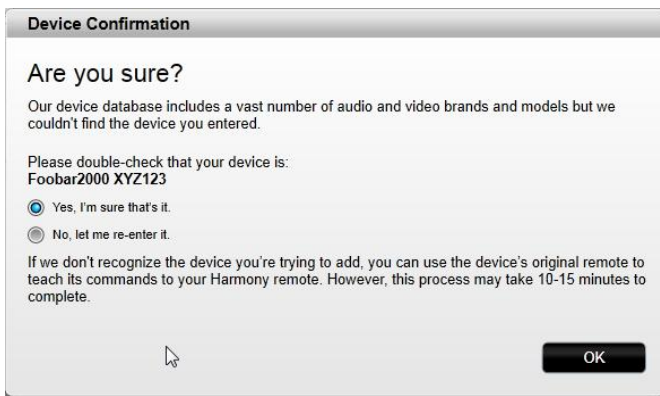 Device Confirmation
Are you sure?
Our device database includes a vast number of audio and video brands and models but we
couldn't find the device you entered.
Please double-check that your device is:
Foobar2000 XYZ123
Yes, I'm sure that's it.
No, let me re-enter it.
If we don't recognize the device you're trying to add, you can use the device's original remote to
teach its commands to your Harmony remote. However, this process may take 10-15 minutes to
complete.
OK